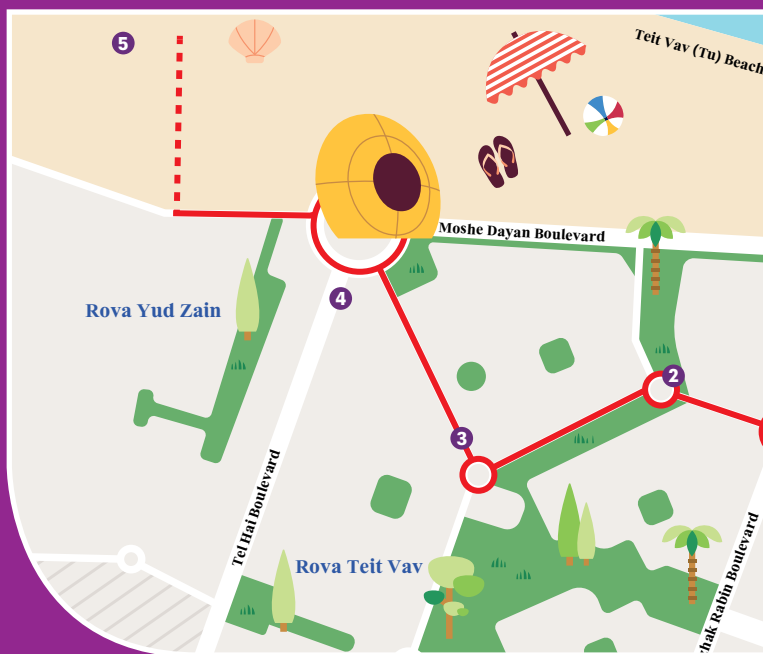 5
Teit Vav (Tu) Beach
Moshe Dayan Boulevard
4
Rova Yud Zain
2
3
Tel Hai Boulevard
Rova Teit Vav
hak Rabin Boulevard